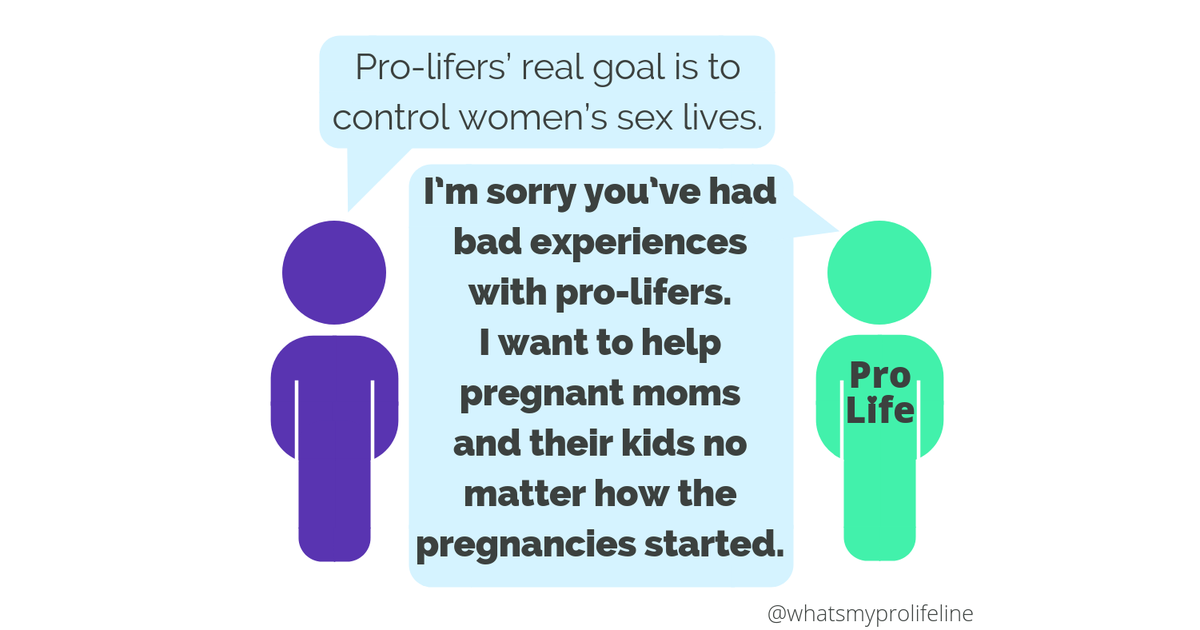 Pro-lifers’ real goal is to
control women’s sex lives.
I’m sorry you’ve had
bad experiences
with pro-lifers.
I want to help
pregnant moms
and their kids no
matter how the
pregnancies started.
Pro
Life
@whatsmyprolifeline